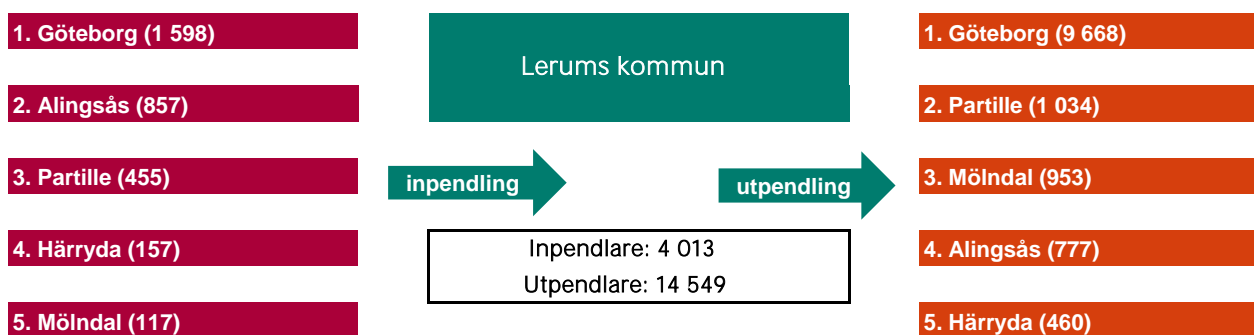 1. Göteborg (1 598)
2. Alingsås (857)
3. Partille (455)
4. Härryda (157)
5. Mölndal (117)
Lerums kommun
inpendling
utpendling
Inpendlare: 4 013
Utpendlare: 14 549
1. Göteborg (9 668)
2. Partille (1 034)
3. Mölndal (953)
4. Alingsås (777)
5. Härryda (460)